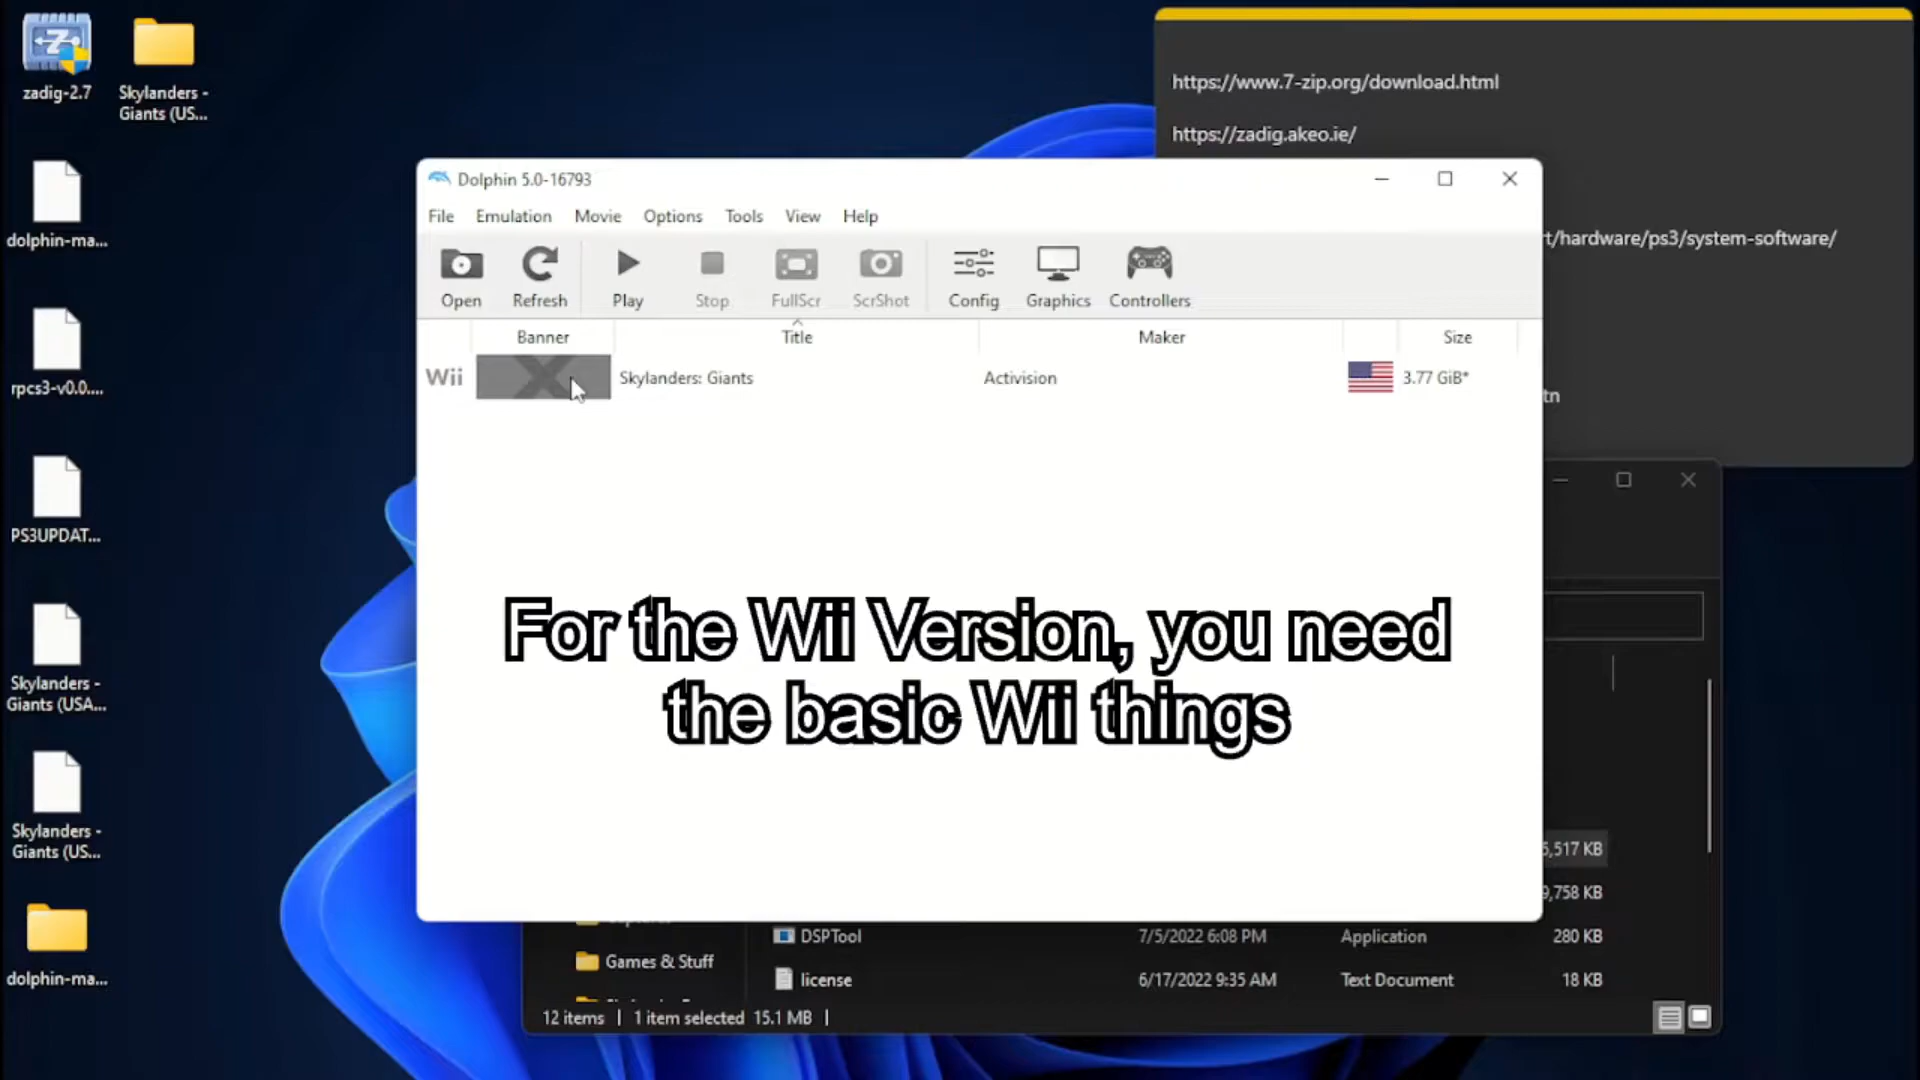 zadig-2.7
Skylanders -
Giants (US...
dolphin-ma...
rpcs3-v0.0....
PS3UPDAT...
Skylanders -
Giants (USA...
Skylanders -
Giants (US...
dolphin-ma...
https://www.7-zip.org/download.html
https://zadig.akeo.ie/
t/hardware/ps3/system-software/
tn
Dolphin 5.0-16793
File Emulation Movie Options Tools View Help
Open Refresh Play Stop FullScr ScrShot Config Graphics Controllers
Banner Title Maker Size
Wii Skylanders: Giants Activision 3.77 GiB*
For the Wii Version, you need
the basic Wii things
5,517 KB
9,758 KB
DSPTool 7/5/2022 6:08 PM Application 280 KB
Games & Stuff
license 6/17/2022 9:35 AM Text Document 18 KB
12 items | 1 item selected 15.1 MB |